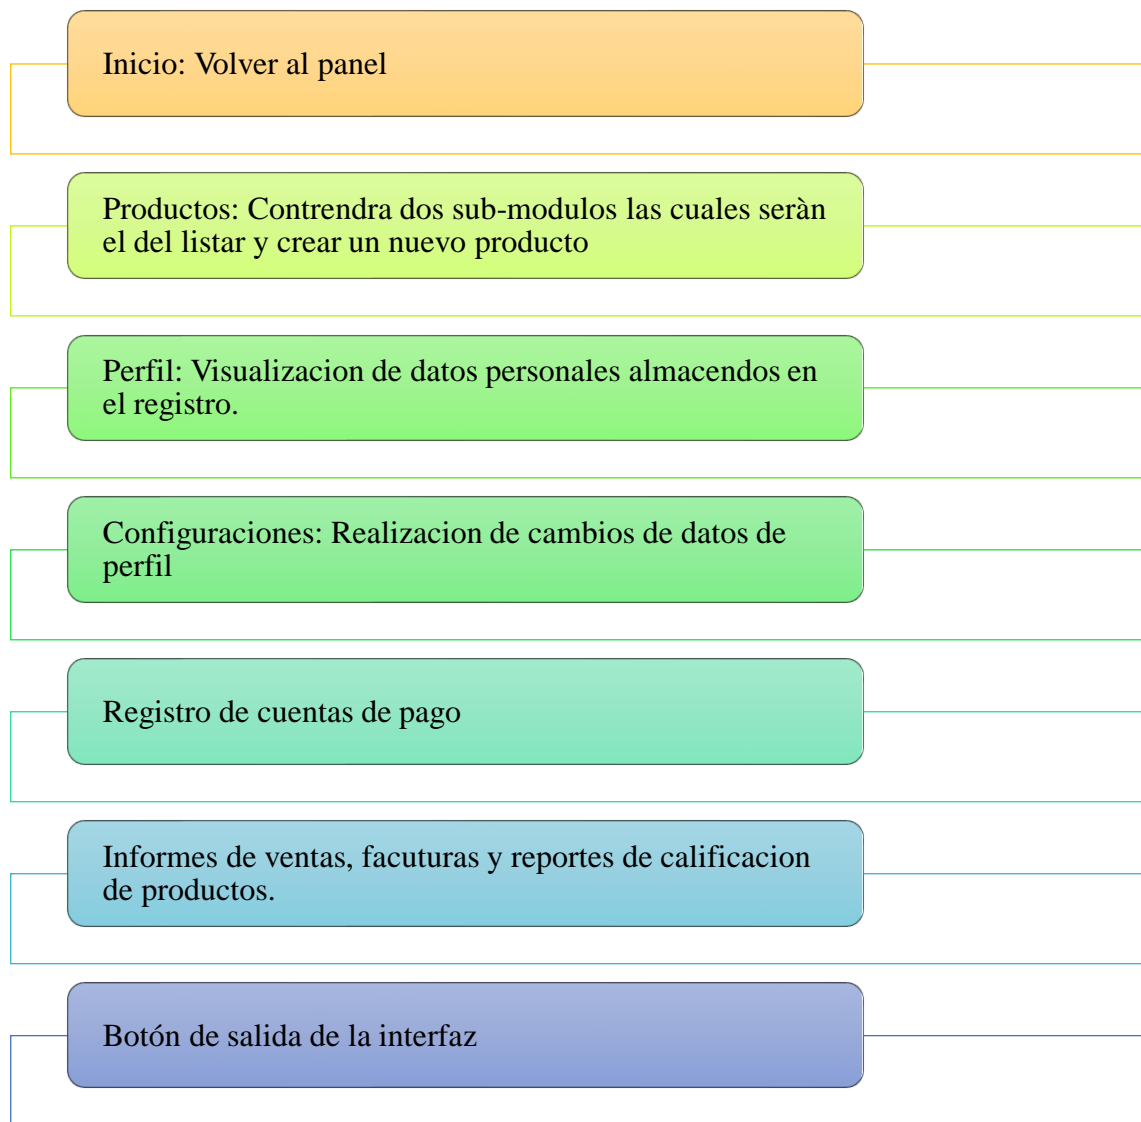 Inicio: Volver al panel
Productos: Contrendra dos sub-modulos las cuales seràn
el del listar y crear un nuevo producto
Perfil: Visualizacion de datos personales almacendos en
el registro.
Configuraciones: Realizacion de cambios de datos de
perfil
Registro de cuentas de pago
Informes de ventas, facuturas y reportes de calificacion
de productos.
Botón de salida de la interfaz